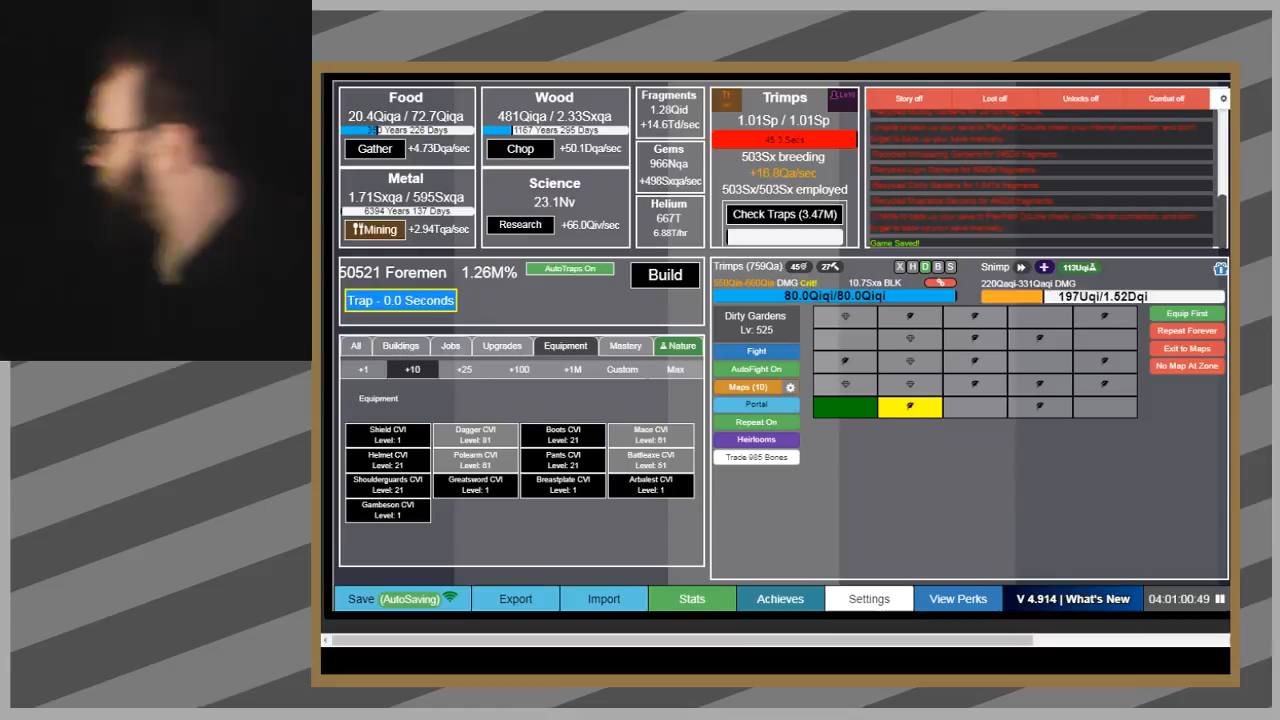 Food
20.4Qiqa / 72.7Qiqa
Years 226 Days
Gather
+4.73Dqa/sec
Wood
481Qiqa / 2.33Sxqa
1167 Years 295 Days
Chop
+50.1Dqa/sec
Metal
1.71Sxqa / 595Sxqa
6394 Years 137 Days
Mining
+2.94Tqa/sec
Science
23.1Nv
Research
+66.0Qiv/sec
Fragments
1.28Qid
+14.6Td/sec
Gems
966Nqa
+498Sxqa/sec
Helium
667T
6.88T/hr
Trimps
1.01Sp / 1.01Sp
45.3 Secs
503Sx breeding
+16.8Qa/sec
503Sx/503Sx employed
Check Traps (3.47M)
Story off
Loot off
Unlocks off
Combat off
Game Saved!
50521 Foremen
1.26M%
AutoTraps On
Build
Trap - 0.0 Seconds
All
Buildings
Jobs
Upgrades
Equipment
Mastery
Nature
+1
+10
+25
+100
+1M
Custom
Max
Equipment
Shield CVI
Level: 1
Dagger CVI
Level: 81
Boots CVI
Level: 21
Mace CVI
Level: 61
Helmet CVI
Level: 21
Polearm CVI
Level: 61
Pants CVI
Level: 21
Battleaxe CVI
Level: 51
Shoulderguards CVI
Level: 21
Greatsword CVI
Level: 1
Breastplate CVI
Level: 1
Arbalest CVI
Level: 1
Gambeson CVI
Level: 1
Trimps (759Qa)
45
27
X
H
D
B
S
DMG Crit!
10.7Sxa BLK
80.0Qiqi/80.0Qiqi
Snimp
113Uqi
220Qaqi-331Qaqi DMG
197Uqi/1.52Dqi
Dirty Gardens
Lv: 525
Fight
AutoFight On
Maps (10)
Portal
Repeat On
Heirlooms
Trade 985 Bones
Equip First
Repeat Forever
Exit to Maps
No Map At Zone
Save (AutoSaving)
Export
Import
Stats
Achieves
Settings
View Perks
V 4.914 | What's New
04:01:00:49